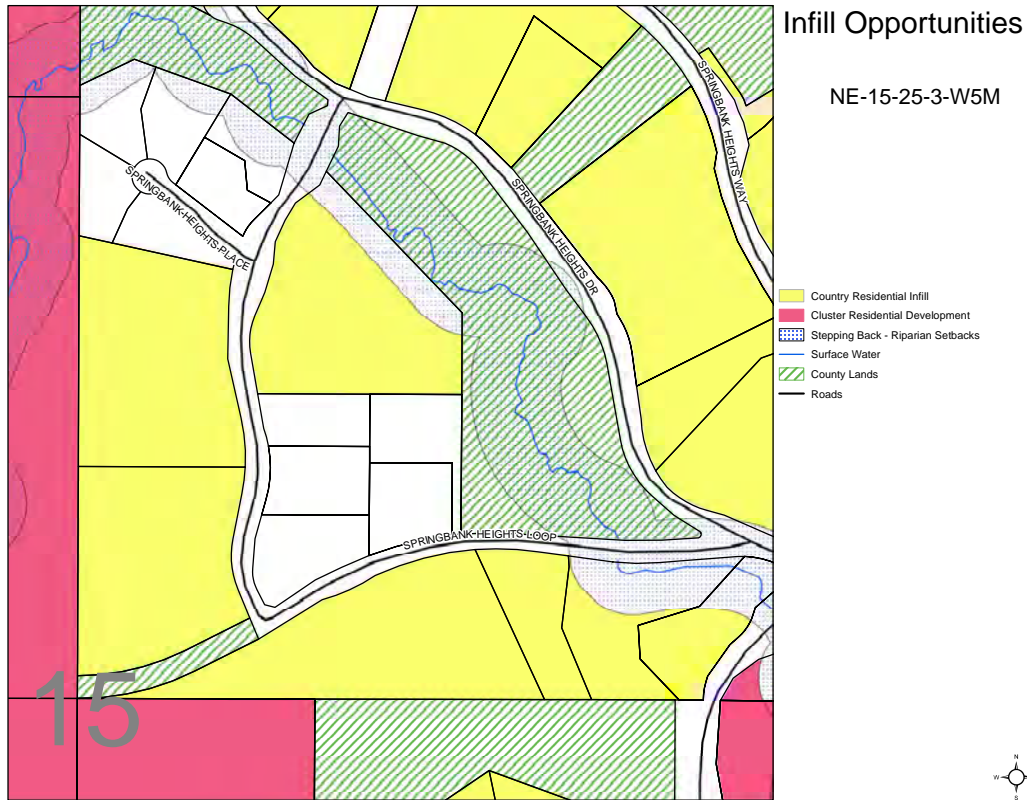 Infill Opportunities
NE-15-25-3-W5M
SPRINGBANK HEIGHTS WAY
SPRINGBANK-HEIGHTS-PLACE
SPRINGBANK HEIGHTS DR
Country Residential Infill
Cluster Residential Development
Stepping Back - Riparian Setbacks
Surface Water
County Lands
Roads
SPRINGBANK HEIGHTS LOOP
15
N
W
S